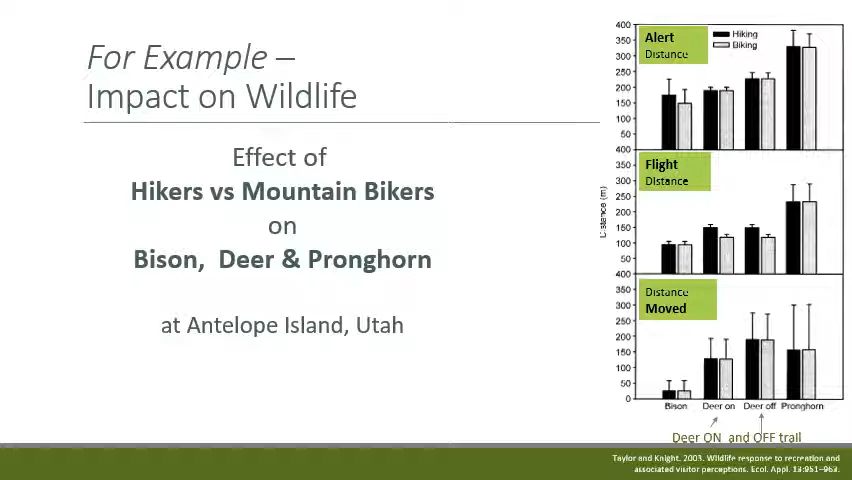 For Example –
Impact on Wildlife
Effect of
Hikers vs Mountain Bikers
on
Bison, Deer & Pronghorn
at Antelope Island, Utah
400
350
300
250
200
150
100
50
400
Alert
Distance
Hiking
Biking
350
300
250
200
150
100
50
400
Flight
Distance
Distance (m)
350
300
250
200
150
100
50
0
Distance
Moved
Bison Deer on Deer off Pronghorn
Deer ON and OFF trail
Taylor and Knight. 2003. Wildlife response to recreation and
associated visitor perceptions. Ecol. Appl. 13:951–963.